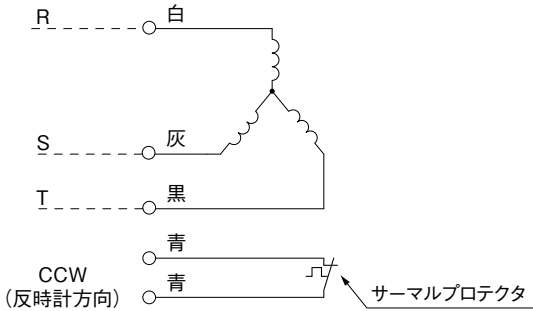 R 白
S 灰
T 黒
青
CCW 青
(反時計方向)
サーマルプロテクタ